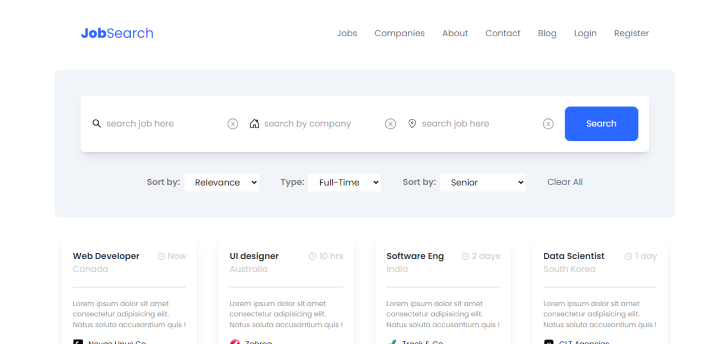 JobSearch
Jobs Companies About Contact Blog Login Register
search job here search by company search job here Search
Sort by: Relevance Type: Full-Time Sort by: Senior Clear All
Web Developer Now UI designer 10 hrs Software Eng 2 days Data Scientist 1 day
Canada Australia India South Korea
Lorem ipsum dolor sit amet Lorem ipsum dolor sit amet Lorem ipsum dolor sit amet Lorem ipsum dolor sit amet
consectetur adipisicing elit. consectetur adipisicing elit. consectetur adipisicing elit. consectetur adipisicing elit.
Natus soluta accusantium quis ! Natus soluta accusantium quis ! Natus soluta accusantium quis ! Natus soluta accusantium quis !